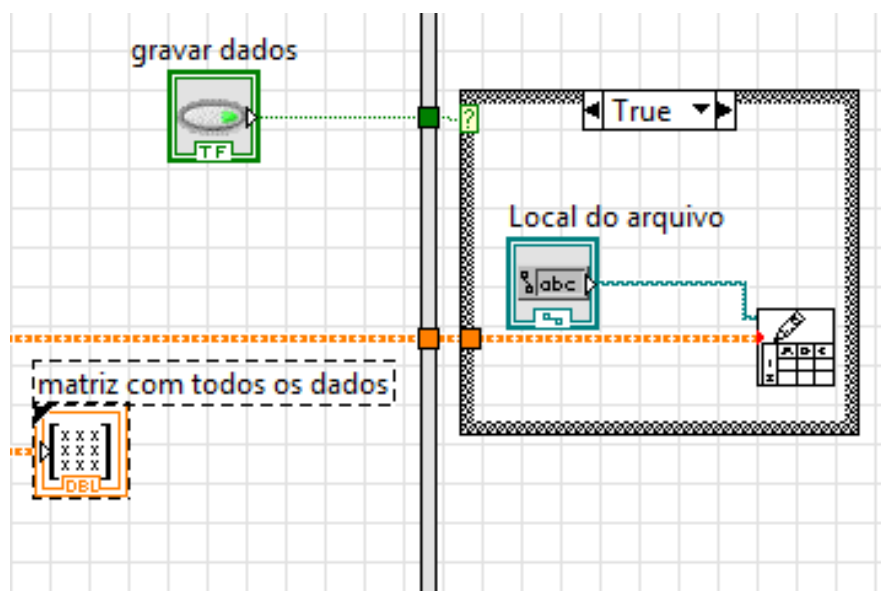 gravar dados
TF
?
True
Local do arquivo
abc
matriz com todos os dados
x x x
x x x
x x x
DBL